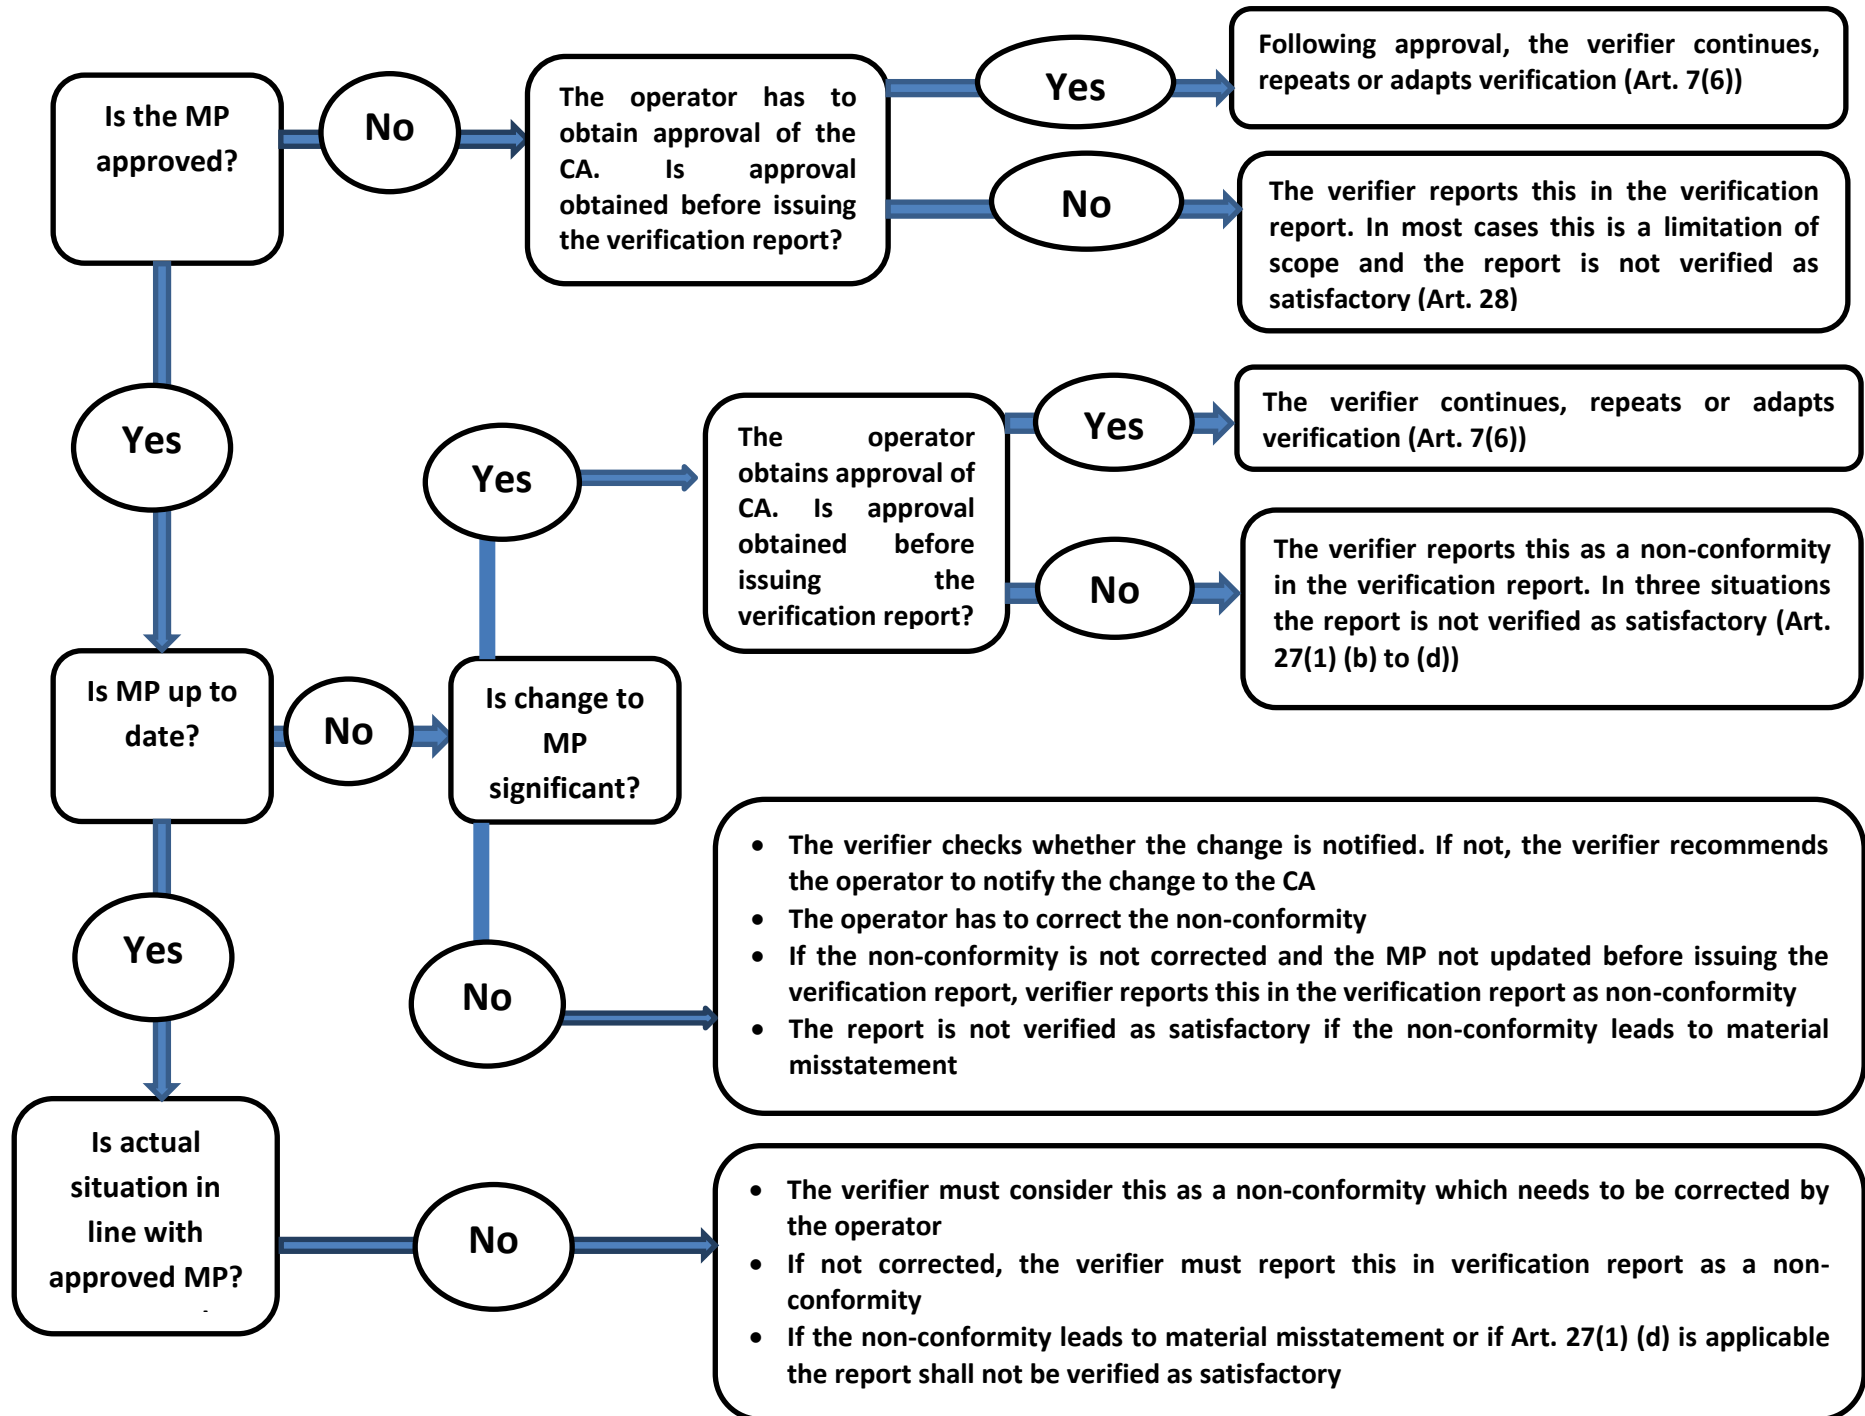 Is the MP
approved?
No
The operator has to
obtain approval of the
CA. Is approval
obtained before issuing
the verification report?
Yes
Following approval, the verifier continues,
repeats or adapts verification (Art. 7(6))
No
The verifier reports this in the verification
report. In most cases this is a limitation of
scope and the report is not verified as
satisfactory (Art. 28)
Yes
Is MP up to
date?
No
Is change to
MP
significant?
Yes
The operator
obtains approval of
CA. Is approval
obtained before
issuing the
verification report?
Yes
The verifier continues, repeats or adapts
verification (Art. 7(6))
No
The verifier reports this as a non-conformity
in the verification report. In three situations
the report is not verified as satisfactory (Art.
27(1) (b) to (d))
No
• The verifier checks whether the change is notified. If not, the verifier recommends
the operator to notify the change to the CA
• The operator has to correct the non-conformity
• If the non-conformity is not corrected and the MP not updated before issuing the
verification report, verifier reports this in the verification report as non-conformity
• The report is not verified as satisfactory if the non-conformity leads to material
misstatement
Yes
Is actual
situation in
line with
approved MP?
No
• The verifier must consider this as a non-conformity which needs to be corrected by
the operator
• If not corrected, the verifier must report this in verification report as a non-
conformity
• If the non-conformity leads to material misstatement or if Art. 27(1) (d) is applicable
the report shall not be verified as satisfactory